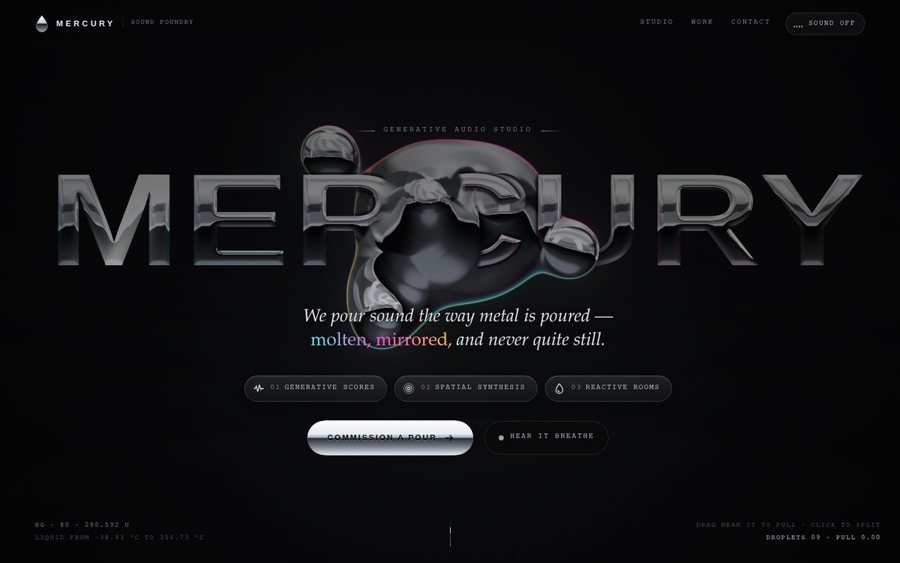 MERCURY
SOUND FOUNDRY
STUDIO
WORK
CONTACT
SOUND OFF
GENERATIVE AUDIO STUDIO
MERCURY
We pour sound the way metal is poured —
molten, mirrored, and never quite still.
01 GENERATIVE SCORES
02 SPATIAL SYNTHESIS
03 REACTIVE ROOMS
COMMISSION A POUR →
HEAR IT BREATHE
HG · 80 · 200.592 U
LIQUID FROM −38.83 °C TO 356.73 °C
DRAG NEAR IT TO PULL · CLICK TO SPLIT
DROPLETS 09 · PULL 0.00